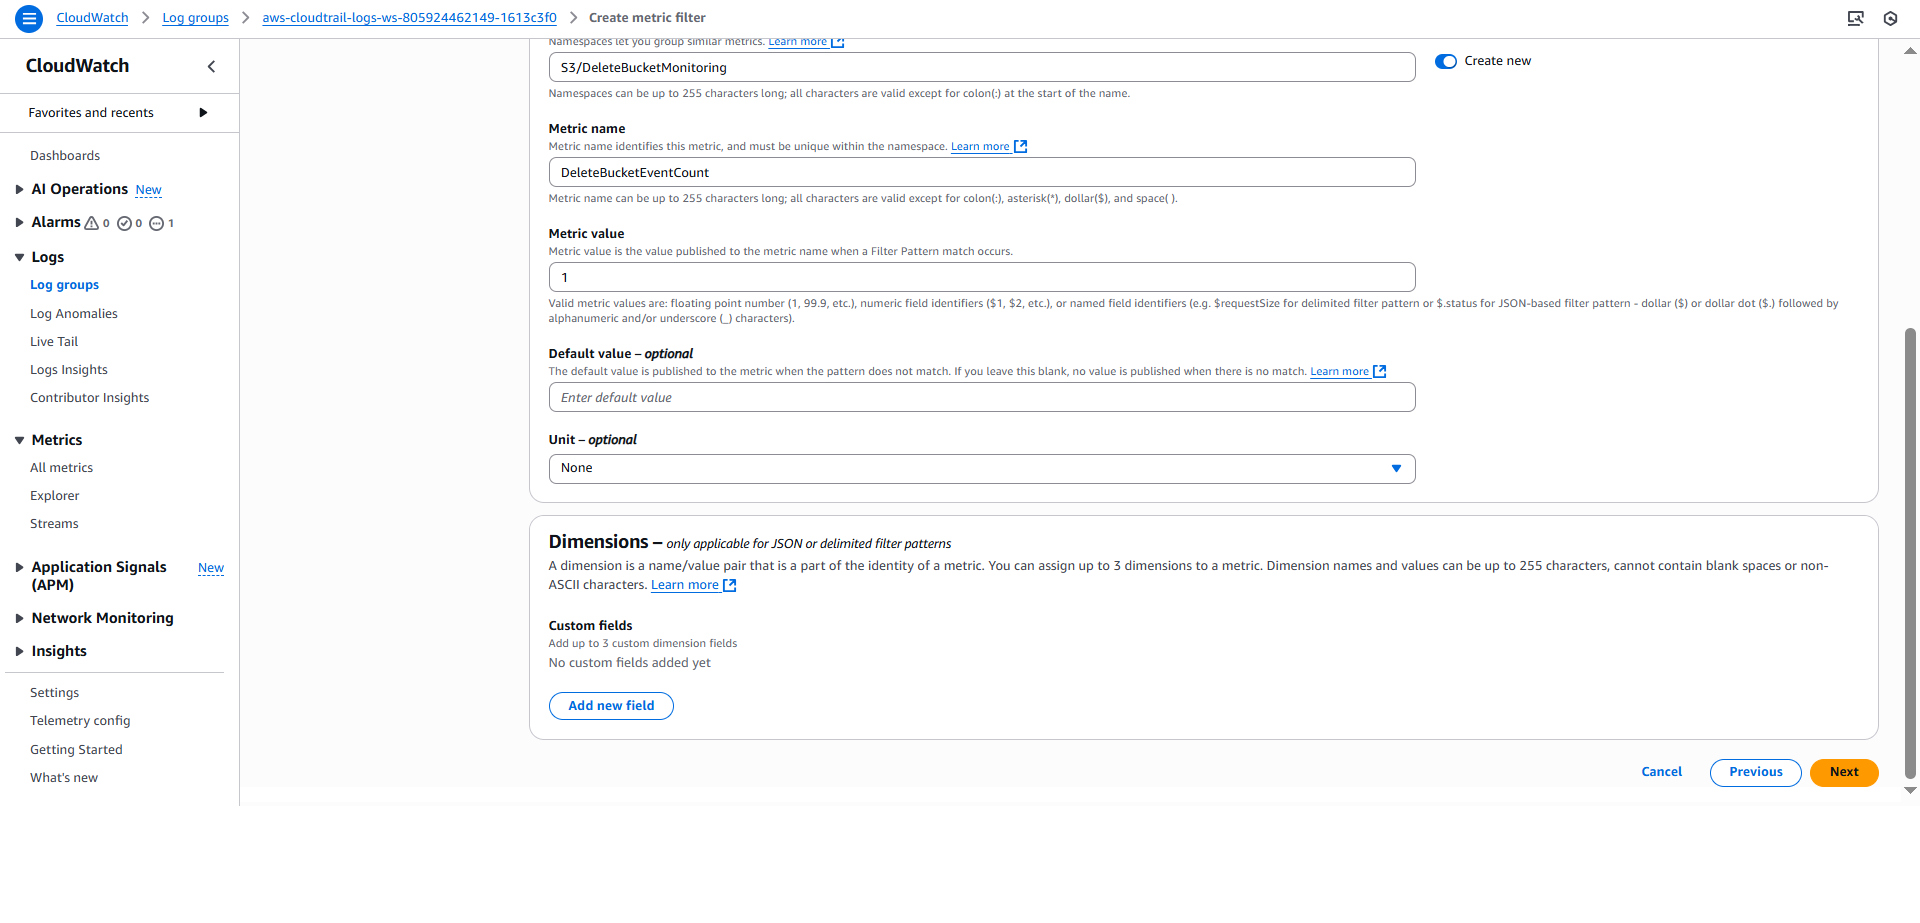 CloudWatch > Log groups > aws-cloudtrail-logs-ws-805924462149-1613c3f0 > Create metric filter
CloudWatch
Favorites and recents
Dashboards
AI Operations New
Alarms 0 0 1
Logs
Log groups
Log Anomalies
Live Tail
Logs Insights
Contributor Insights
Metrics
All metrics
Explorer
Streams
Application Signals New
(APM)
Network Monitoring
Insights
Settings
Telemetry config
Getting Started
What's new
Namespaces let you group similar metrics. Learn more
S3/DeleteBucketMonitoring
Create new
Namespaces can be up to 255 characters long; all characters are valid except for colon(:) at the start of the name.
Metric name
Metric name identifies this metric, and must be unique within the namespace. Learn more
DeleteBucketEventCount
Metric name can be up to 255 characters long; all characters are valid except for colon(:), asterisk(*), dollar($), and space( ).
Metric value
Metric value is the value published to the metric name when a Filter Pattern match occurs.
1
Valid metric values are: floating point number (1, 99.9, etc.), numeric field identifiers ($1, $2, etc.), or named field identifiers (e.g. $requestSize for delimited filter pattern or $.status for JSON-based filter pattern - dollar ($) or dollar dot ($.) followed by
alphanumeric and/or underscore (_) characters).
Default value – optional
The default value is published to the metric when the pattern does not match. If you leave this blank, no value is published when there is no match. Learn more
Enter default value
Unit – optional
None
Dimensions – only applicable for JSON or delimited filter patterns
A dimension is a name/value pair that is a part of the identity of a metric. You can assign up to 3 dimensions to a metric. Dimension names and values can be up to 255 characters, cannot contain blank spaces or non-
ASCII characters. Learn more
Custom fields
Add up to 3 custom dimension fields
No custom fields added yet
Add new field
Cancel
Previous
Next